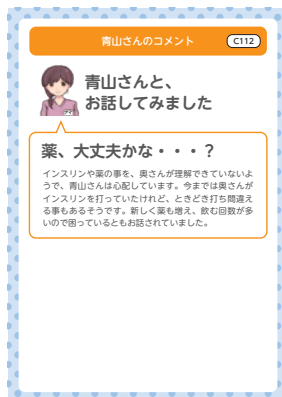 青山さんのコメント
C112
青山さんと、
お話してみました
薬、大丈夫かな・・・？
インスリンや薬の事を、奥さんが理解できていないよ
うで、青山さんは心配しています。今までは奥さんが
インスリンを打っていたけれど、ときどき打ち間違え
る事もあるそうです。新しく薬も増え、飲む回数が多
いので困っているともお話されていました。